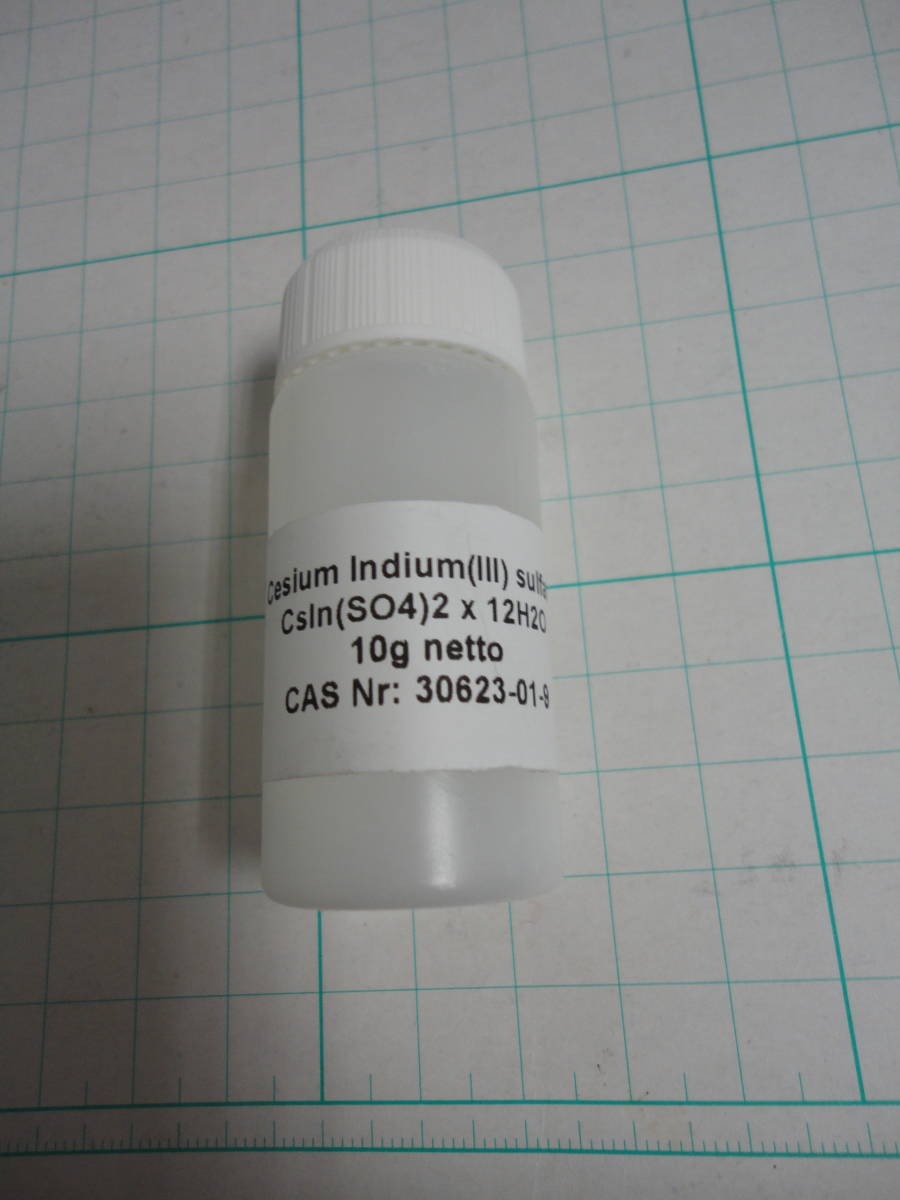 Cesium Indium(III) sulfa
CsIn(SO4)2 x 12H2O
10g netto
CAS Nr: 30623-01-9